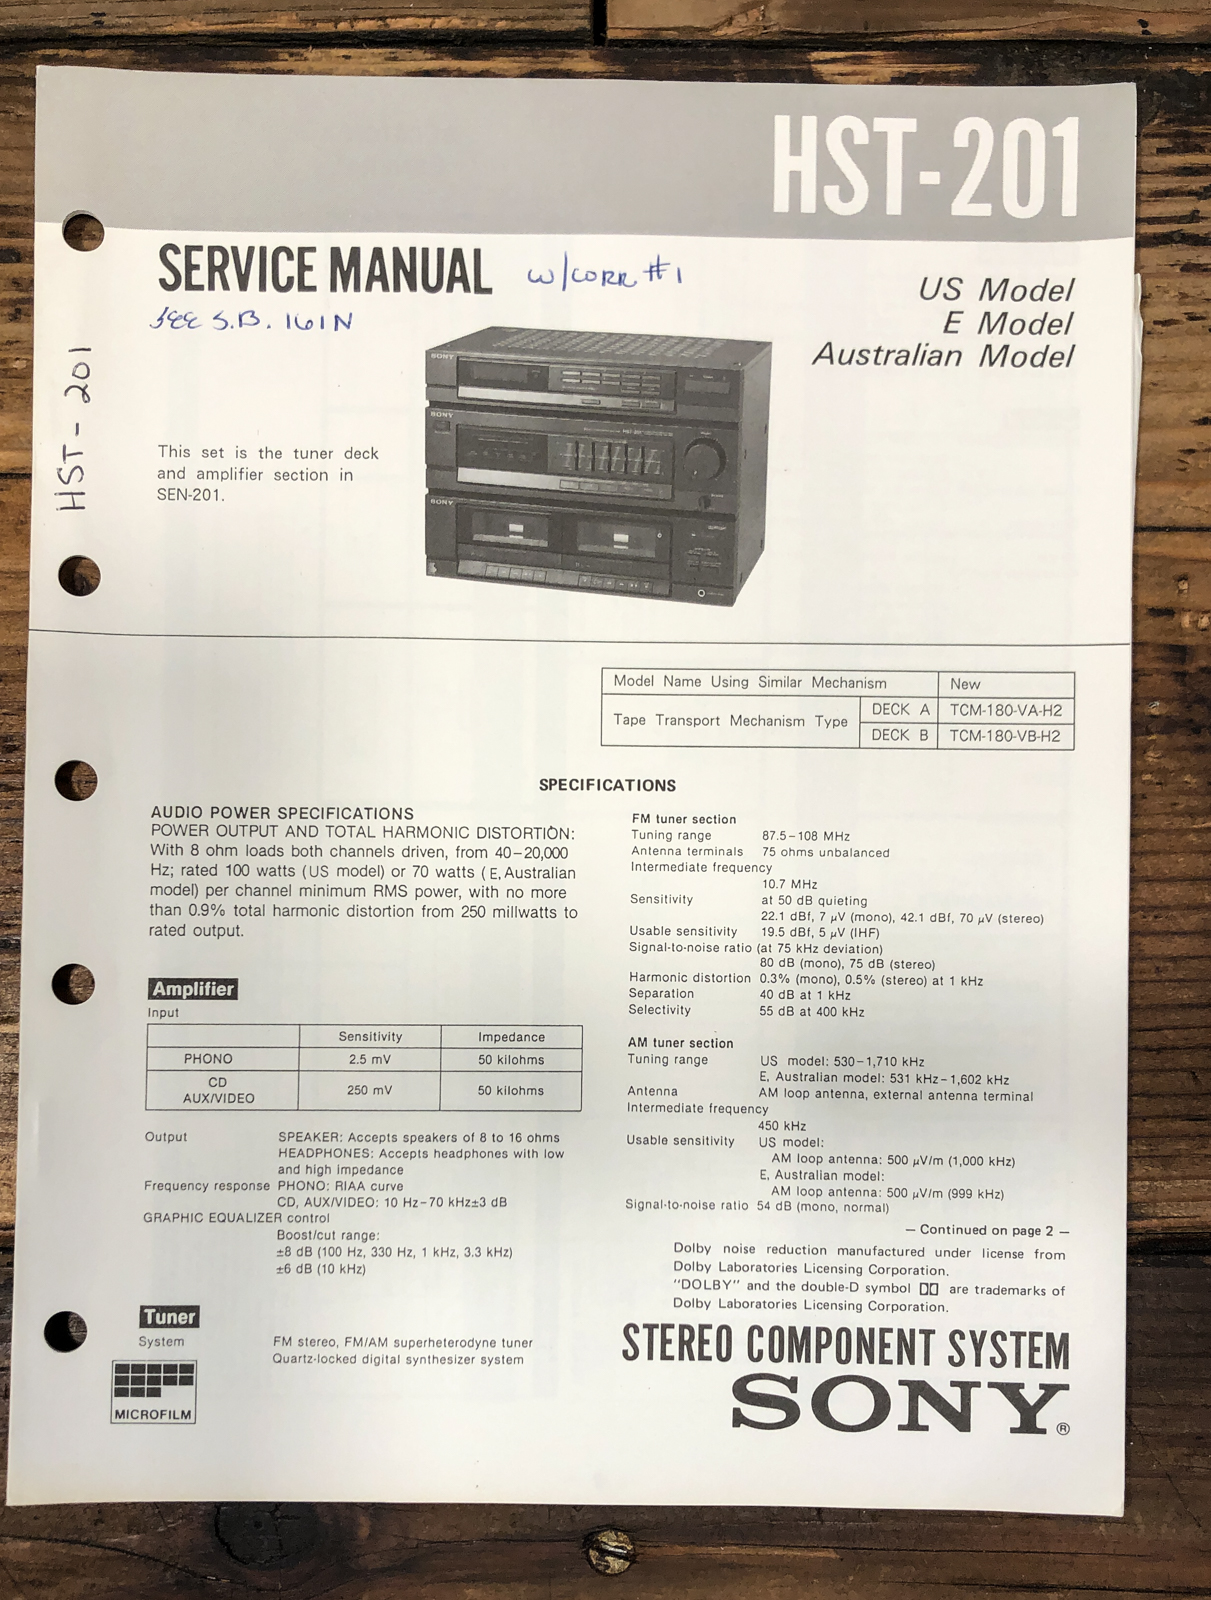 HST-201
SERVICE MANUAL
w/CORR #1
SEE S.B. 161N
US Model
E Model
Australian Model
HST-201
This set is the tuner deck
and amplifier section in
SEN-201.
SONY
SONY
HST-201
SONY
Model Name Using Similar Mechanism New
Tape Transport Mechanism Type DECK A TCM-180-VA-H2
DECK B TCM-180-VB-H2
SPECIFICATIONS
AUDIO POWER SPECIFICATIONS
POWER OUTPUT AND TOTAL HARMONIC DISTORTION:
With 8 ohm loads both channels driven, from 40–20,000
Hz; rated 100 watts (US model) or 70 watts (E, Australian
model) per channel minimum RMS power, with no more
than 0.9% total harmonic distortion from 250 millwatts to
rated output.
Amplifier
Input
Sensitivity Impedance
PHONO 2.5 mV 50 kilohms
CD
AUX/VIDEO 250 mV 50 kilohms
Output SPEAKER: Accepts speakers of 8 to 16 ohms
HEADPHONES: Accepts headphones with low
and high impedance
Frequency response PHONO: RIAA curve
CD, AUX/VIDEO: 10 Hz–70 kHz±3 dB
GRAPHIC EQUALIZER control
Boost/cut range:
±8 dB (100 Hz, 330 Hz, 1 kHz, 3.3 kHz)
±6 dB (10 kHz)
Tuner
System FM stereo, FM/AM superheterodyne tuner
Quartz-locked digital synthesizer system
MICROFILM
FM tuner section
Tuning range 87.5–108 MHz
Antenna terminals 75 ohms unbalanced
Intermediate frequency
10.7 MHz
Sensitivity at 50 dB quieting
22.1 dBf, 7 µV (mono), 42.1 dBf, 70 µV (stereo)
Usable sensitivity 19.5 dBf, 5 µV (IHF)
Signal-to-noise ratio (at 75 kHz deviation)
80 dB (mono), 75 dB (stereo)
Harmonic distortion 0.3% (mono), 0.5% (stereo) at 1 kHz
Separation 40 dB at 1 kHz
Selectivity 55 dB at 400 kHz
AM tuner section
Tuning range US model: 530–1,710 kHz
E, Australian model: 531 kHz–1,602 kHz
Antenna AM loop antenna, external antenna terminal
Intermediate frequency
450 kHz
Usable sensitivity US model:
AM loop antenna: 500 µV/m (1,000 kHz)
E, Australian model:
AM loop antenna: 500 µV/m (999 kHz)
Signal-to-noise ratio 54 dB (mono, normal)
— Continued on page 2 —
Dolby noise reduction manufactured under license from
Dolby Laboratories Licensing Corporation.
"DOLBY" and the double-D symbol are trademarks of
Dolby Laboratories Licensing Corporation.
STEREO COMPONENT SYSTEM
SONY®